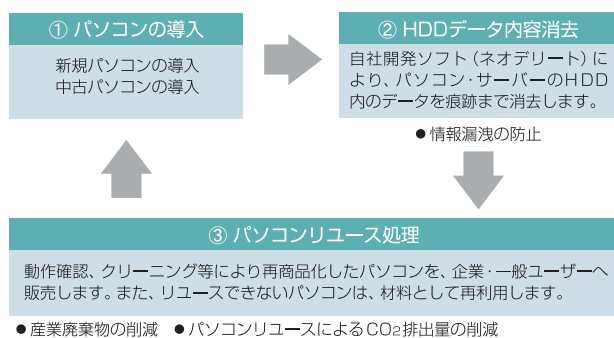 ① パソコンの導入
新規パソコンの導入
中古パソコンの導入
② HDDデータ内容消去
自社開発ソフト(ネオデリート)に
より、パソコン・サーバーのHDD
内のデータを痕跡まで消去します。
●情報漏洩の防止
③ パソコンリユース処理
動作確認、クリーニング等により再商品化したパソコンを、企業・一般ユーザーへ
販売します。また、リユースできないパソコンは、材料として再利用します。
●産業廃棄物の削減 ●パソコンリユースによるCO2排出量の削減